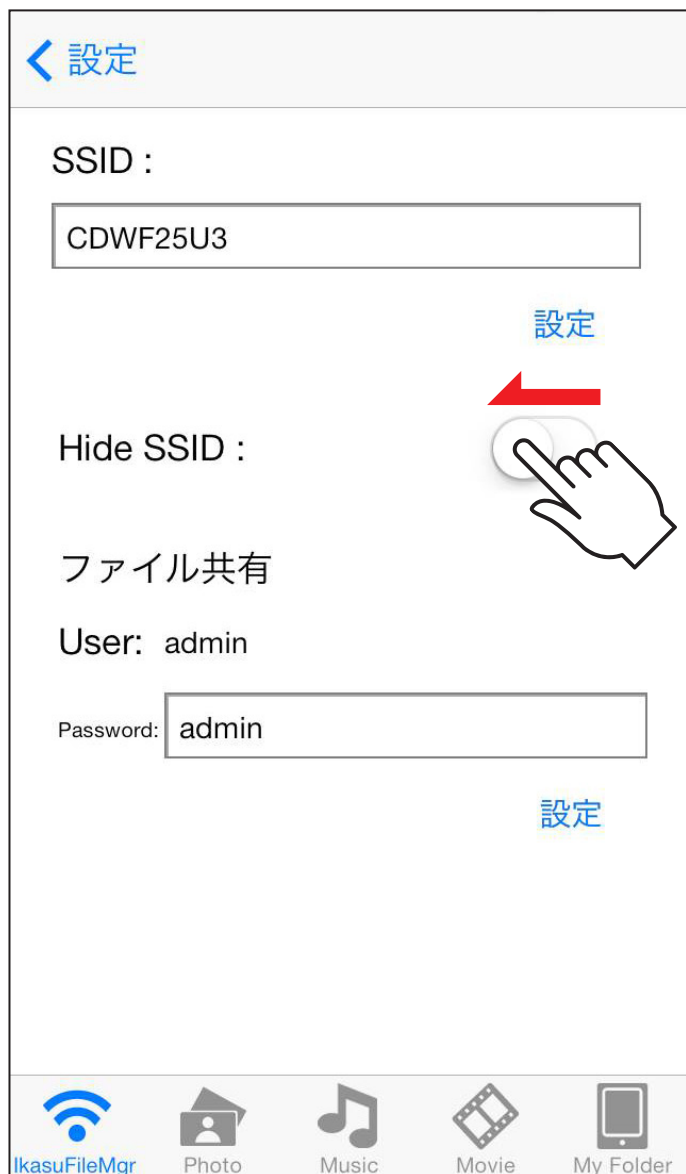 設定
SSID :
CDWF25U3
設定
Hide SSID :
ファイル共有
User: admin
Password: admin
設定
IkasuFileMgr Photo Music Movie My Folder